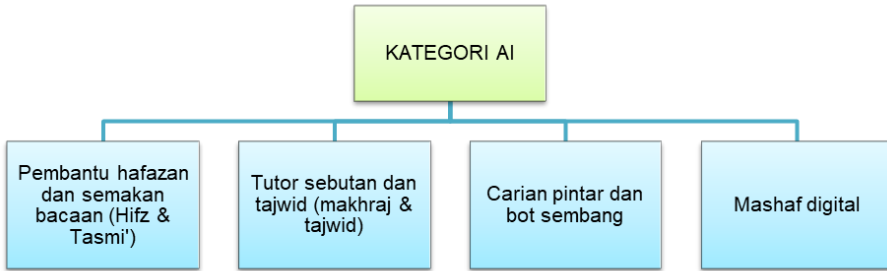 KATEGORI AI
Pembantu hafazan
dan semakan
bacaan (Hifz &
Tasmi')
Tutor sebutan dan
tajwid (makhraj &
tajwid)
Carian pintar dan
bot sembang
Mashaf digital